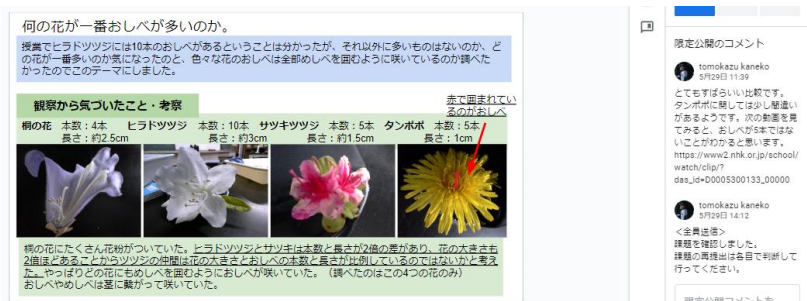 何の花が一番おしべが多いのか。
授業でヒラドツツジには10本のおしべがあるということは分かったが、それ以外に多いものはないのか、ど
の花が一番多いのか気になったのと、色々な花のおしべは全部めしべを囲むように咲いているのか調べた
かったのでこのテーマにしました。
観察から気づいたこと・考察
赤で囲まれてい
るのがおしべ
桐の花 本数:4本 ヒラドツツジ 本数:10本 サツキツツジ 本数:5本 タンポポ 本数:5本
長さ:約2.5cm 長さ:約3cm 長さ:約1.5cm 長さ:1cm
桐の花にたくさん花粉がついていた。ヒラドツツジとサツキは本数と長さが2倍の差があり、花の大きさも
2倍ほどあることからツツジの仲間は花の大きさとおしべの本数と長さが比例しているのではないかと考え
た。やっぱりどの花にもめしべを囲むようにおしべが咲いていた。(調べたのはこの4つの花のみ)
おしべやめしべは茎に繋がって咲いていた。
限定公開のコメント
tomokazu kaneko
5月29日 11:39
とてもすばらしい比較です。
タンポポに関しては少し間違い
があるようです。次の動画を見
てみると、おしべが5本ではな
いことがわかると思います。
https://www2.nhk.or.jp/school/
watch/clip/?
das_id=D0005300133_00000
tomokazu kaneko
5月29日 14:12
<全員送信>
課題を確認しました。
課題の再提出は各自で判断して
行ってください。
限定公開のコメントを